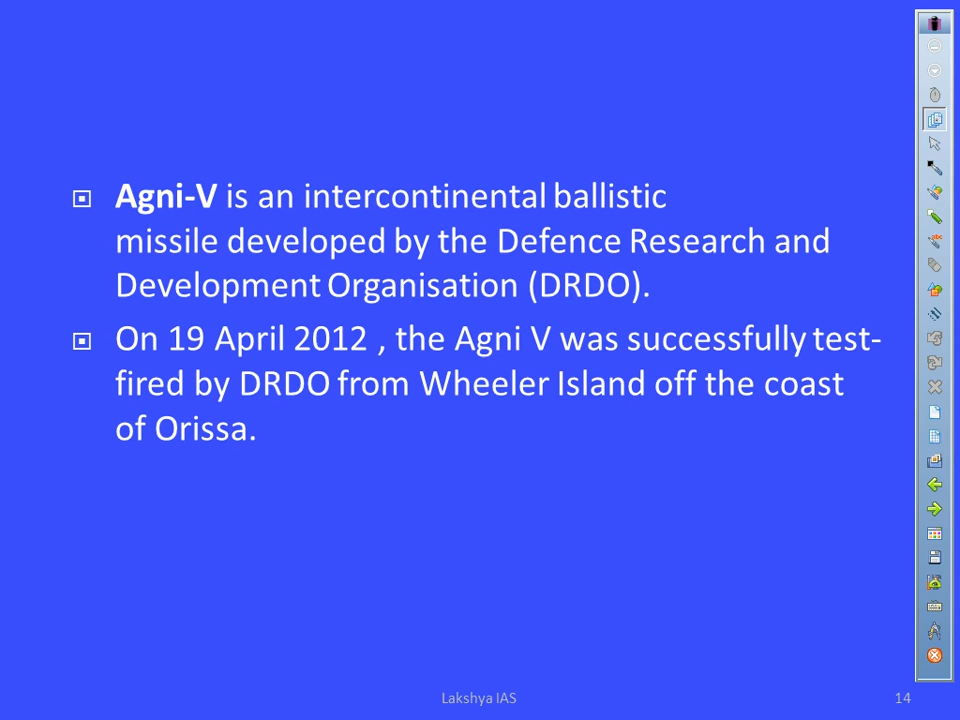 Agni-V is an intercontinental ballistic
missile developed by the Defence Research and
Development Organisation (DRDO).
On 19 April 2012 , the Agni V was successfully test-
fired by DRDO from Wheeler Island off the coast
of Orissa.
Lakshya IAS
14